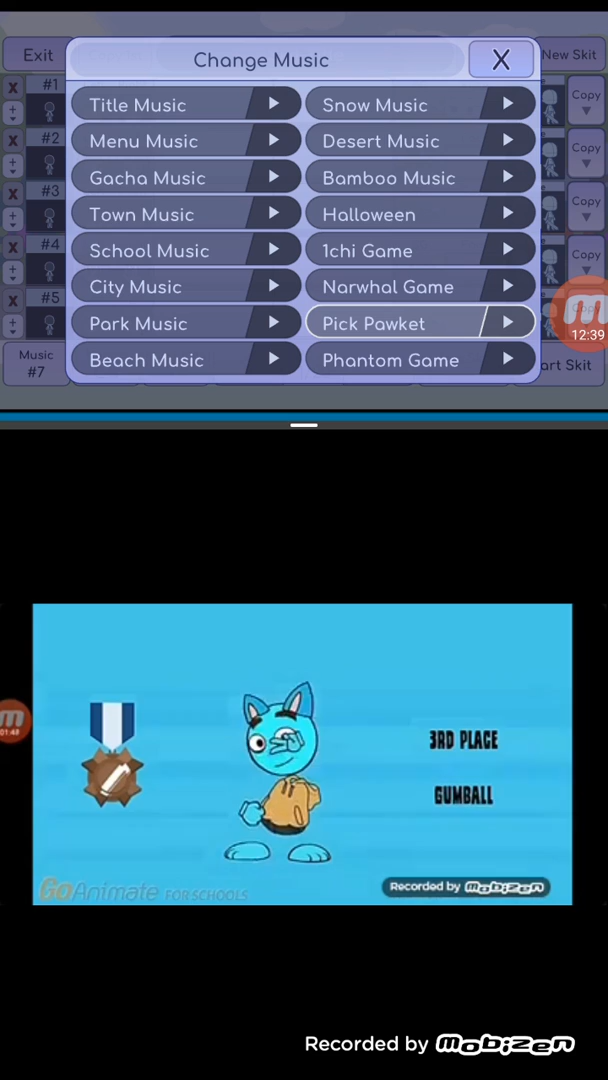 Exit
Change Music
X
New Skit
Title Music
Snow Music
Menu Music
Desert Music
Gacha Music
Bamboo Music
Town Music
Halloween
School Music
1chi Game
City Music
Narwhal Game
Park Music
Pick Pawket
Beach Music
Phantom Game
X #1
Copy
X #2
Copy
X #3
Copy
X #4
Copy
X #5
12:39
Music
#7
art Skit
01:43
3RD PLACE
GUMBALL
GoAnimate FOR SCHOOLS
Recorded by mobizen
Recorded by mobizen